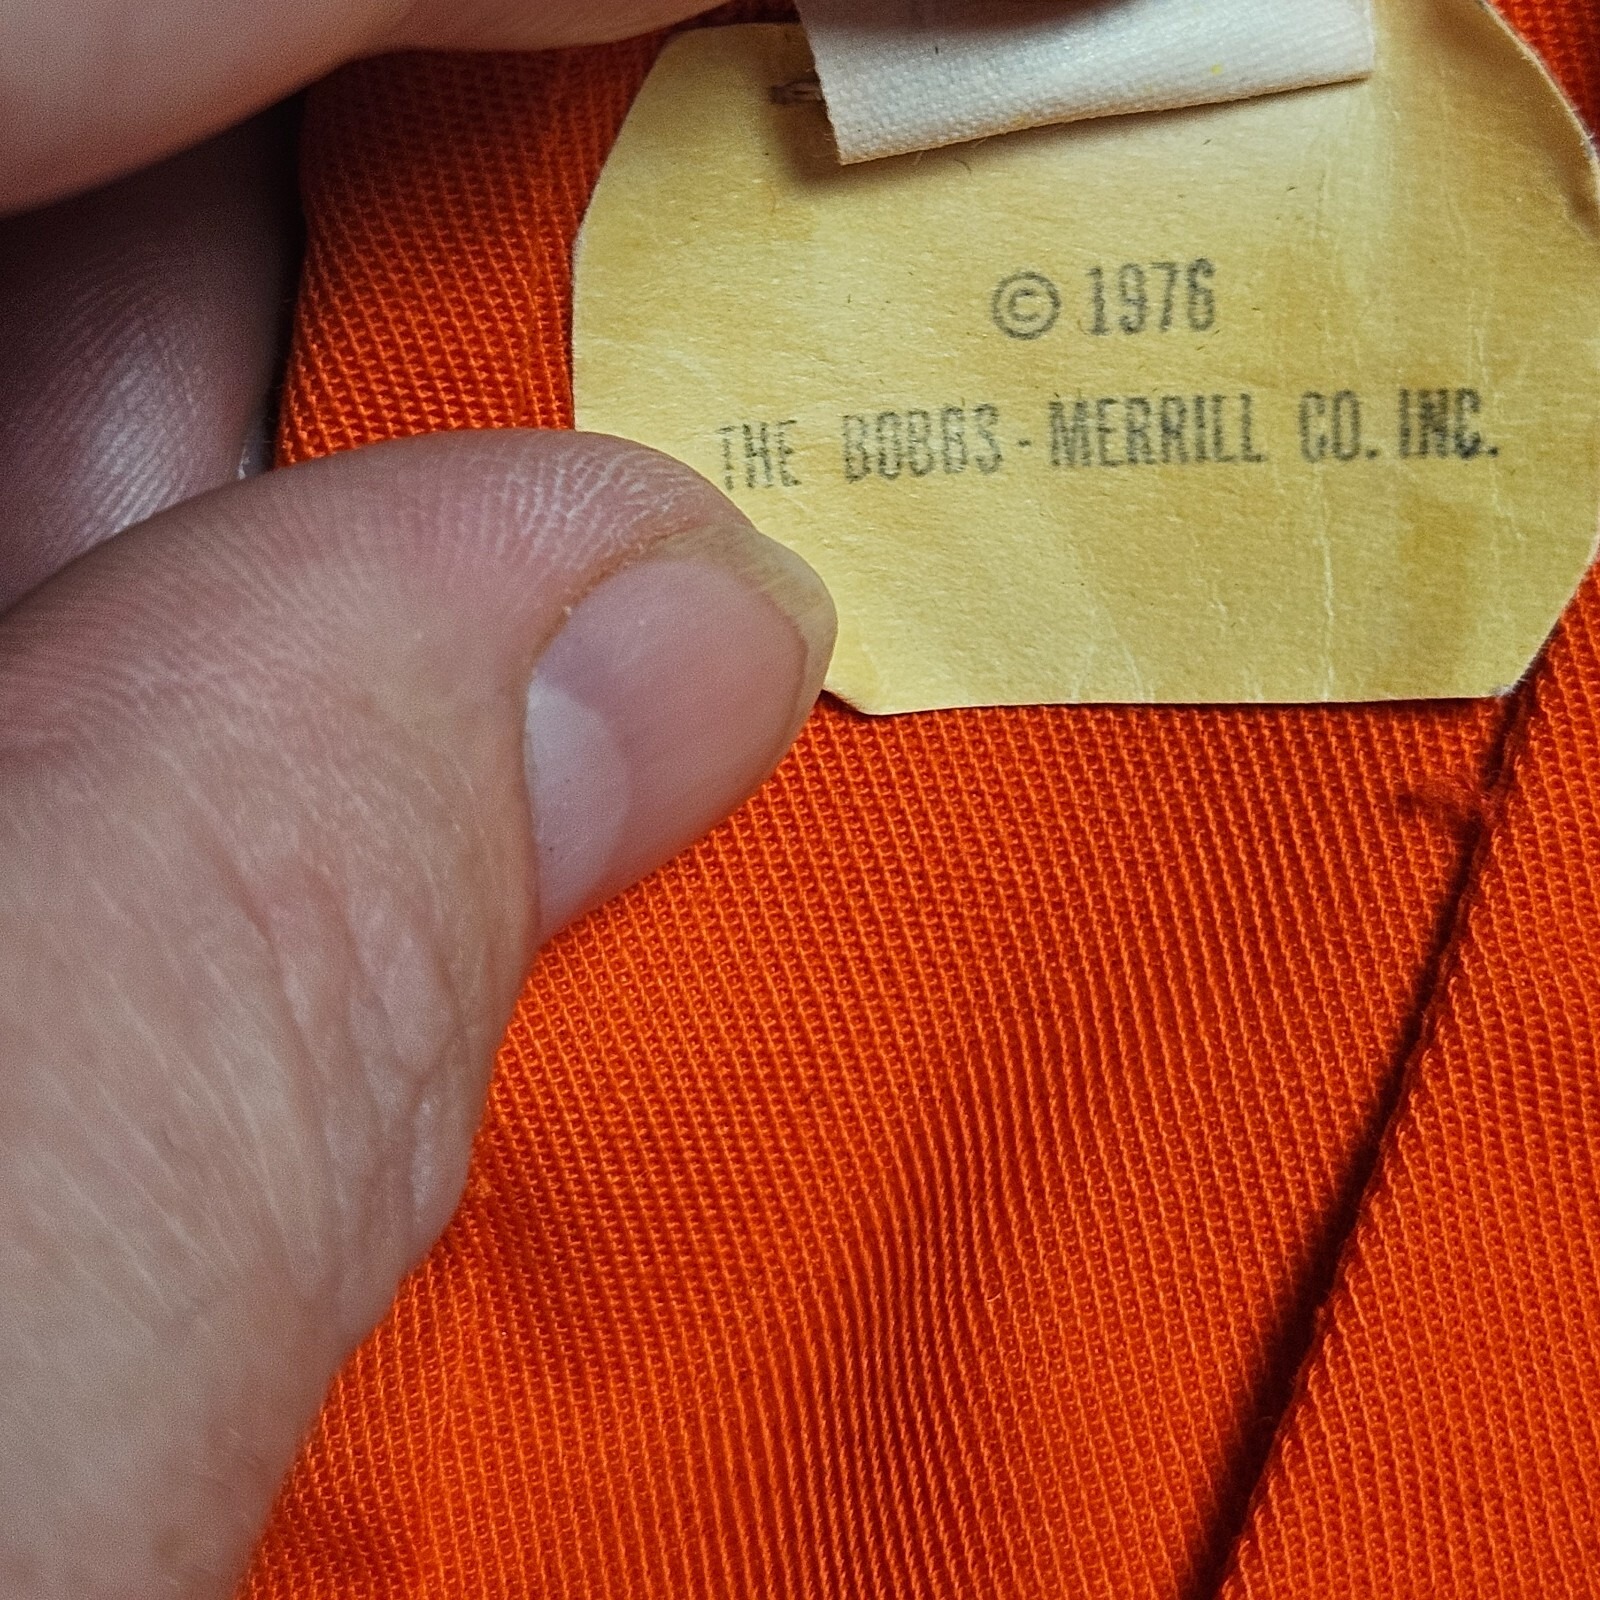 © 1976
THE BOBBS-MERRILL CO. INC.